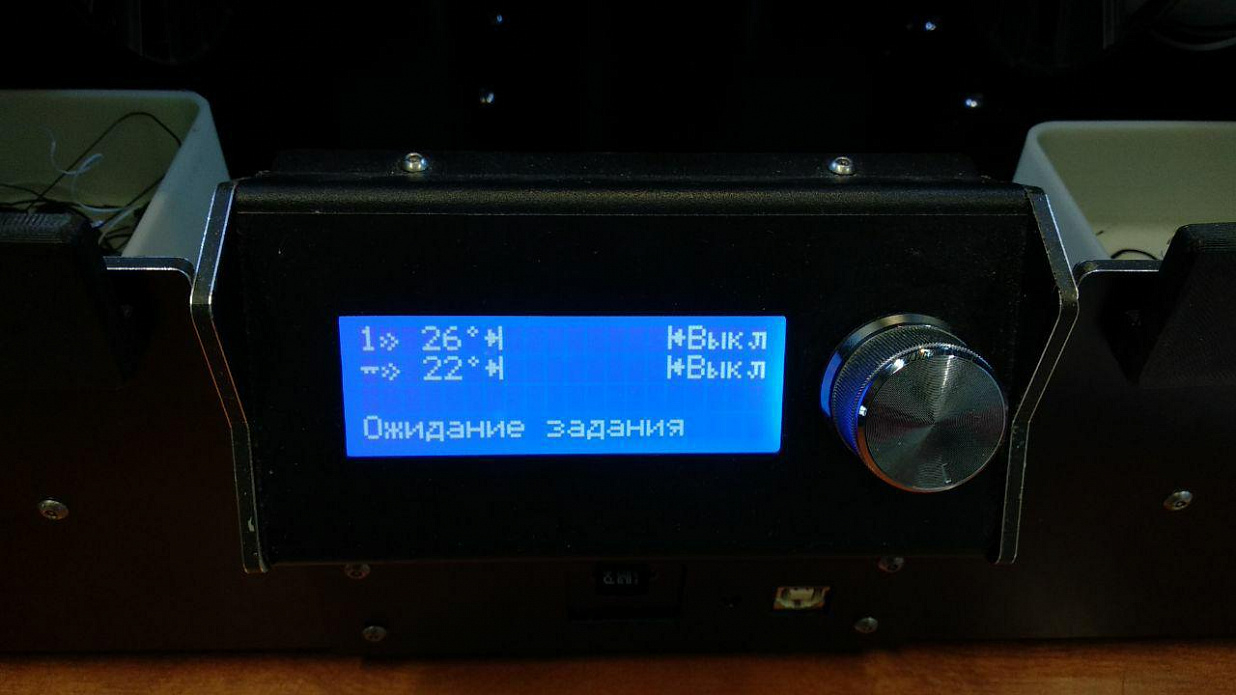 1» 26° Выкл
» 22° Выкл
Ожидание задания